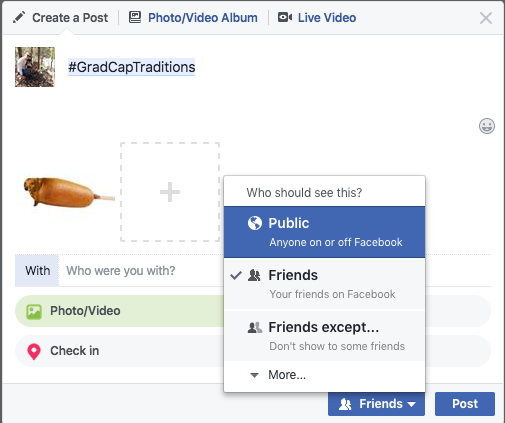 Create a Post
Photo/Video Album
Live Video
#GradCapTraditions
Who should see this?
Public
Anyone on or off Facebook
Friends
Your friends on Facebook
Friends except...
Don't show to some friends
More...
With
Who were you with?
Photo/Video
Check in
Friends
Post